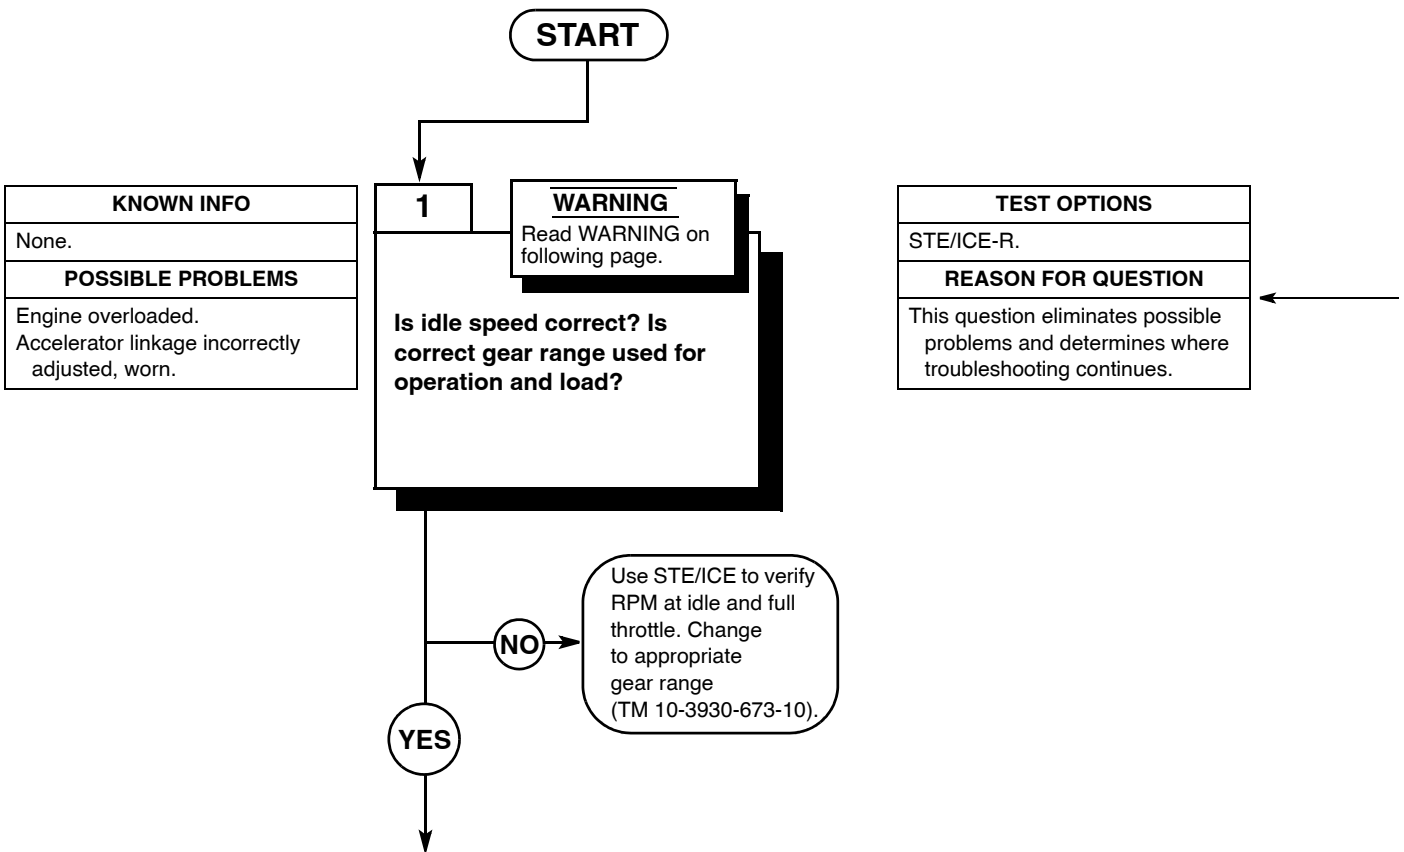 START
KNOWN INFO
None.
POSSIBLE PROBLEMS
Engine overloaded.
Accelerator linkage incorrectly
adjusted, worn.
1
WARNING
Read WARNING on
following page.
Is idle speed correct? Is
correct gear range used for
operation and load?
TEST OPTIONS
STE/ICE-R.
REASON FOR QUESTION
This question eliminates possible
problems and determines where
troubleshooting continues.
NO
Use STE/ICE to verify
RPM at idle and full
throttle. Change
to appropriate
gear range
(TM 10-3930-673-10).
YES